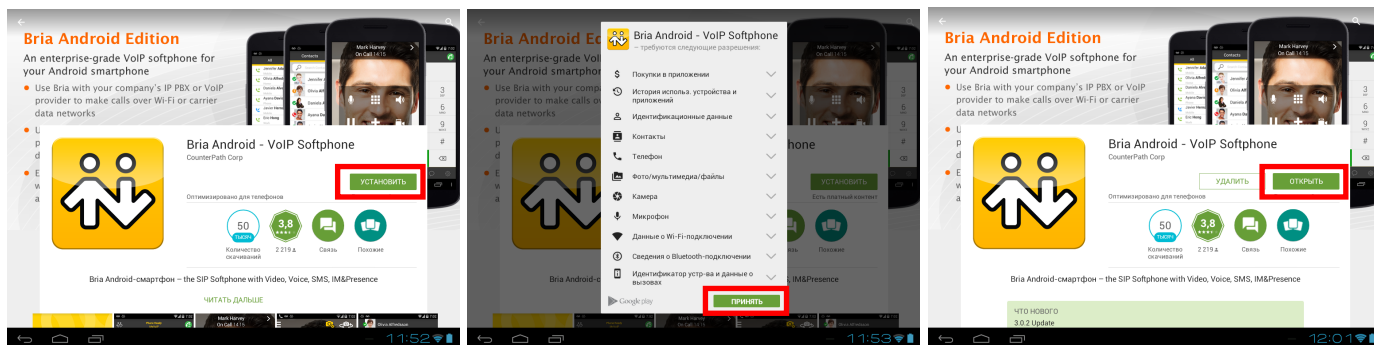 Bria Android Edition
An enterprise-grade VoIP softphone for
your Android smartphone
Use Bria with your company's IP PBX or VoIP
provider to make calls over Wi-Fi or carrier
data networks
Mark Harvey
On Call 14:15
Contacts
All
Bria Android - VoIP Softphone
CounterPath Corp
УСТАНОВИТЬ
Оптимизировано для телефонов
50
ТЫСЯЧ
3,8
Количество
скачиваний
2 219
Связь
Похожие
Bria Android-смартфон – the SIP Softphone with Video, Voice, SMS, IM&Presence
ЧИТАТЬ ДАЛЬШЕ
11:52
Bria Android - VoIP Softphone
– требуются следующие разрешения:
$ Покупки в приложении
История использ. устройства и
приложений
Идентификационные данные
Контакты
Телефон
Фото/мультимедиа/файлы
Камера
Микрофон
Данные о Wi-Fi-подключении
Сведения о Bluetooth-подключении
Идентификатор устр-ва и данные о
вызовах
Google play
ПРИНЯТЬ
УСТАНОВИТЬ
Есть платный контент
Похожие
11:53
Bria Android Edition
An enterprise-grade VoIP softphone for
your Android smartphone
Use Bria with your company's IP PBX or VoIP
provider to make calls over Wi-Fi or carrier
data networks
Mark Harvey
On Call 14:15
Contacts
All
Bria Android - VoIP Softphone
CounterPath Corp
УДАЛИТЬ
ОТКРЫТЬ
Оптимизировано для телефонов
50
ТЫСЯЧ
3,8
Количество
скачиваний
2 219
Связь
Похожие
Bria Android-смартфон – the SIP Softphone with Video, Voice, SMS, IM&Presence
ЧТО НОВОГО
3.0.2 Update
12:01